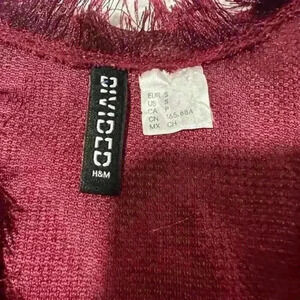 DIVIDED
H&M
EUR S
US S
CA P
CN 165/88A
MX CH